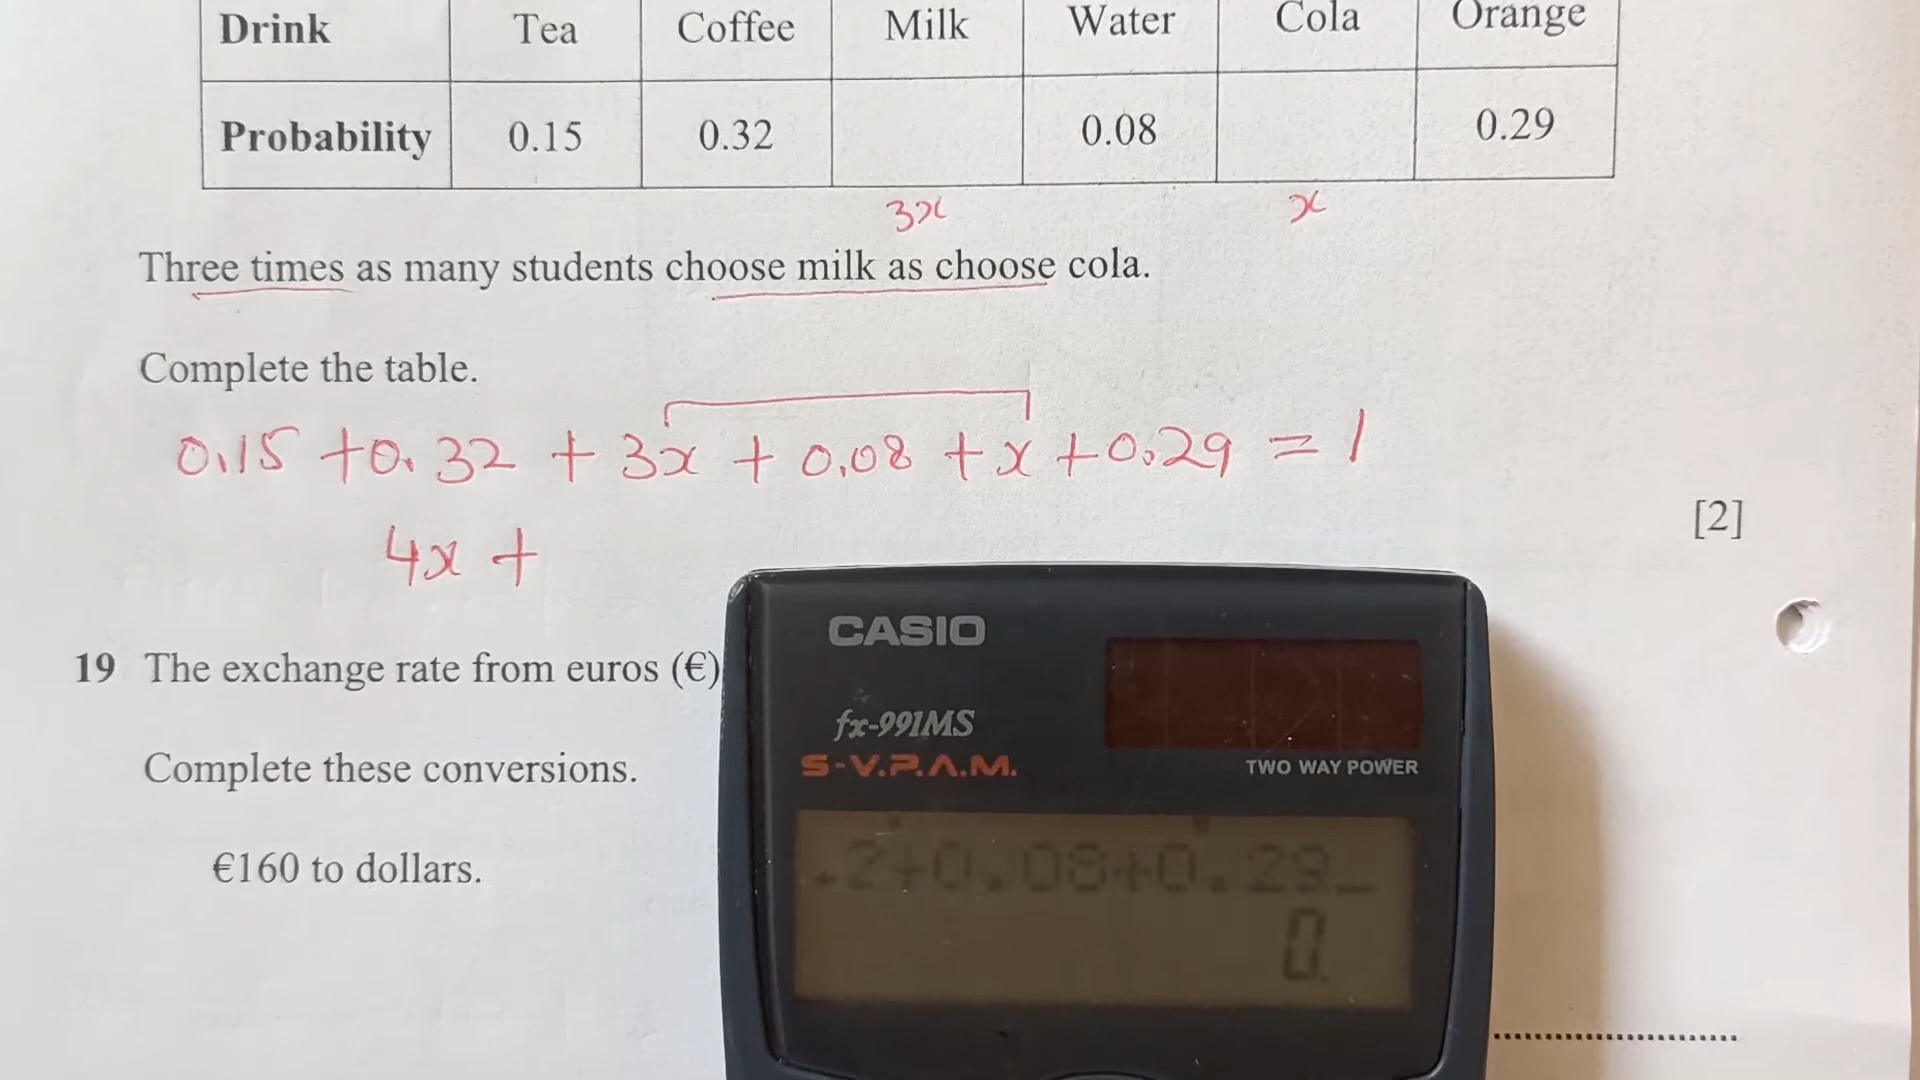 Drink Tea Coffee Milk Water Cola Orange
Probability 0.15 0.32 0.08 0.29
3x x
Three times as many students choose milk as choose cola.
Complete the table.
0.15 + 0.32 + 3x + 0.08 + x + 0.29 = 1
[2]
4x +
19 The exchange rate from euros (€)
Complete these conversions.
€160 to dollars.
CASIO
fx-991MS
S-V.P.A.M.
TWO WAY POWER
.2+0.08+0.29_
0.